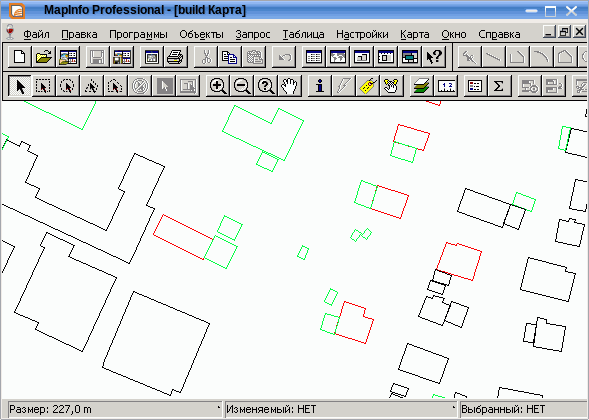 MapInfo Professional - [build Карта]
Файл Правка Программы Объекты Запрос Таблица Настройки Карта Окно Справка
Размер: 227,0 m Изменяемый: НЕТ Выбранный: НЕТ